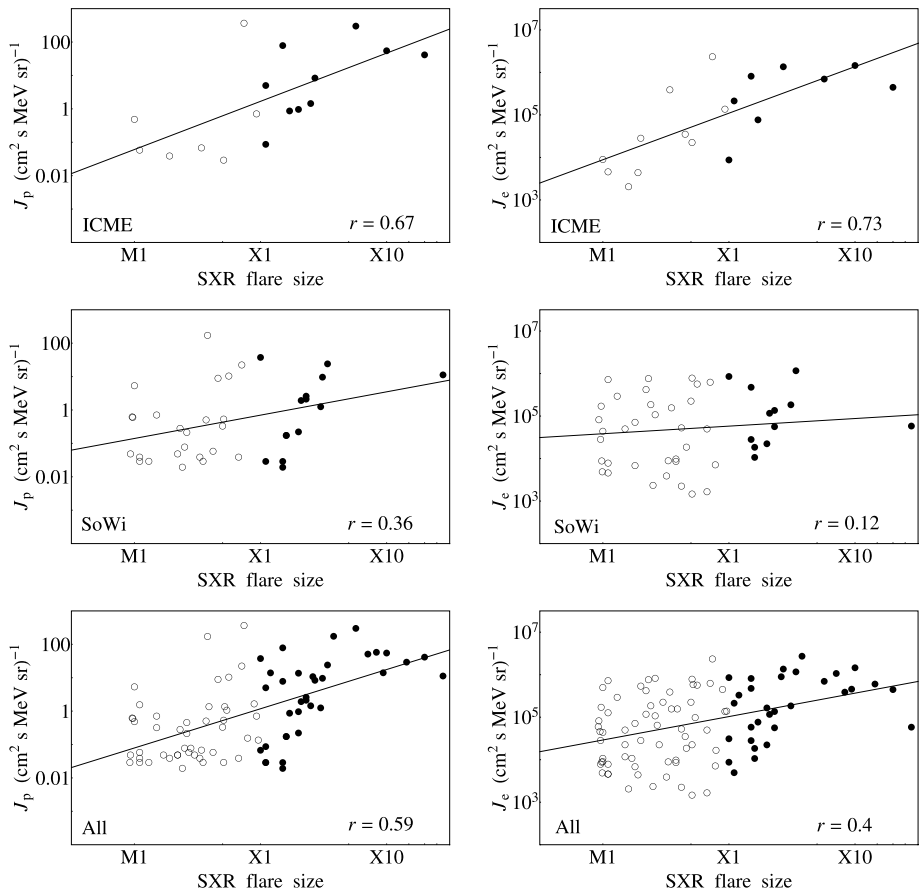 J_p (cm² s MeV sr)⁻¹
100
1
0.01
ICME
r = 0.67
M1 X1 X10
SXR flare size
J_e (cm² s MeV sr)⁻¹
10⁷
10⁵
10³
ICME
r = 0.73
M1 X1 X10
SXR flare size
J_p (cm² s MeV sr)⁻¹
100
1
0.01
SoWi
r = 0.36
M1 X1 X10
SXR flare size
J_e (cm² s MeV sr)⁻¹
10⁷
10⁵
10³
SoWi
r = 0.12
M1 X1 X10
SXR flare size
J_p (cm² s MeV sr)⁻¹
100
1
0.01
All
r = 0.59
M1 X1 X10
SXR flare size
J_e (cm² s MeV sr)⁻¹
10⁷
10⁵
10³
All
r = 0.4
M1 X1 X10
SXR flare size